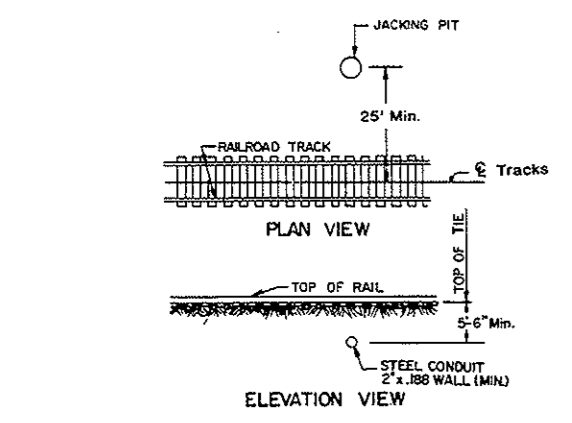 JACKING PIT
25' Min.
RAILROAD TRACK
℄ Tracks
PLAN VIEW
TOP OF TIE
TOP OF RAIL
5'-6" Min.
STEEL CONDUIT
2" x .188 WALL (MIN.)
ELEVATION VIEW